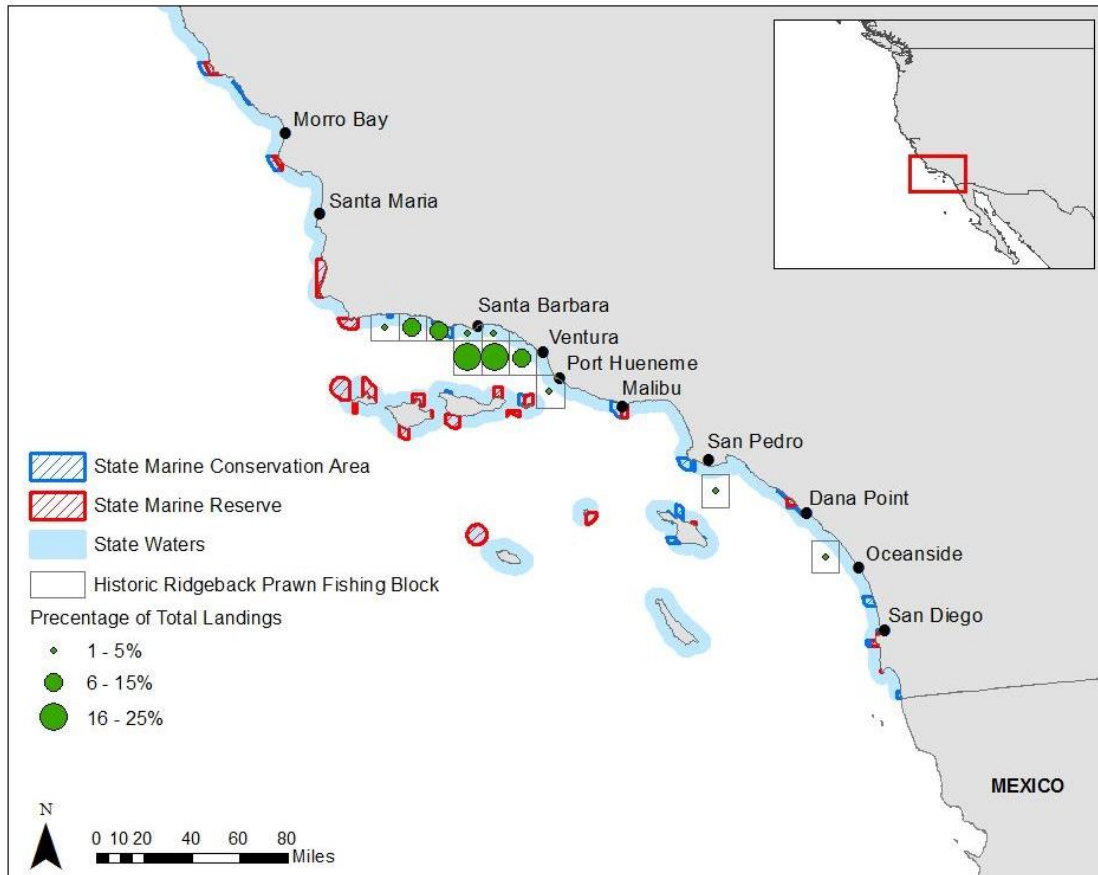 Morro Bay
Santa Maria
Santa Barbara
Ventura
Port Hueneme
Malibu
San Pedro
Dana Point
Oceanside
San Diego
MEXICO
State Marine Conservation Area
State Marine Reserve
State Waters
Historic Ridgeback Prawn Fishing Block
Precentage of Total Landings
1 - 5%
6 - 15%
16 - 25%
N
0 10 20 40 60 80
Miles